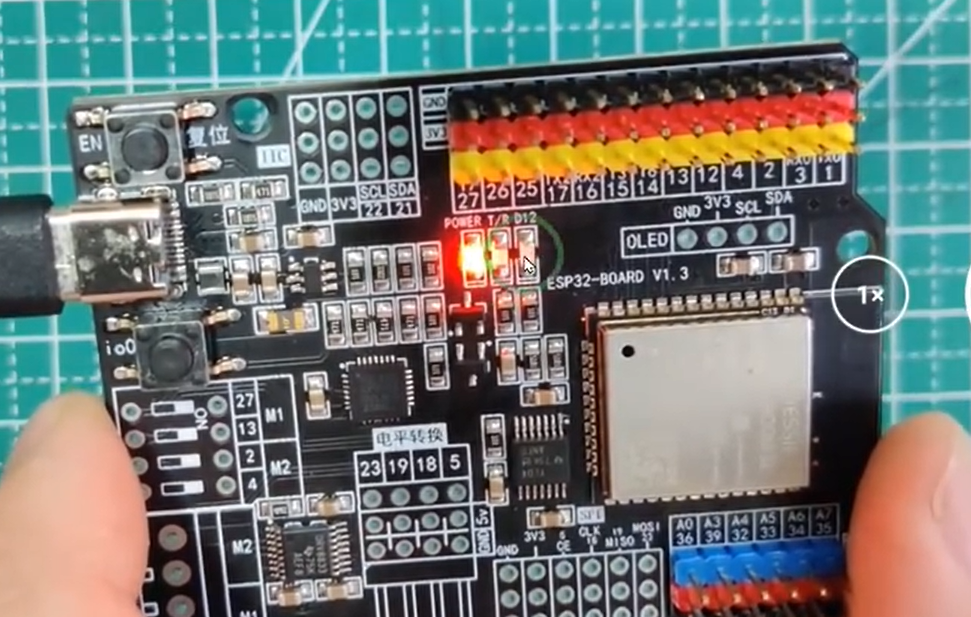 EN
复位
IIC
GND
3V3
GND 3V3 SCL SDA
22 21
27 26 25 17 16 15 14 13 12 4 2 3 1
TX2 RX2
RX0 TX0
POWER T/R D12
OLED
GND 3V3 SCL SDA
ESP32-BOARD V1.3
1x
io0
ON
27
13
M1
2
4
M2
电平转换
23 19 18 5
GND 5v
M2
M1
SPI
GND 3V3 CE CLK MISO MOSI
A0 A3 A4 A5 A6 A7
36 39 32 33 34 35